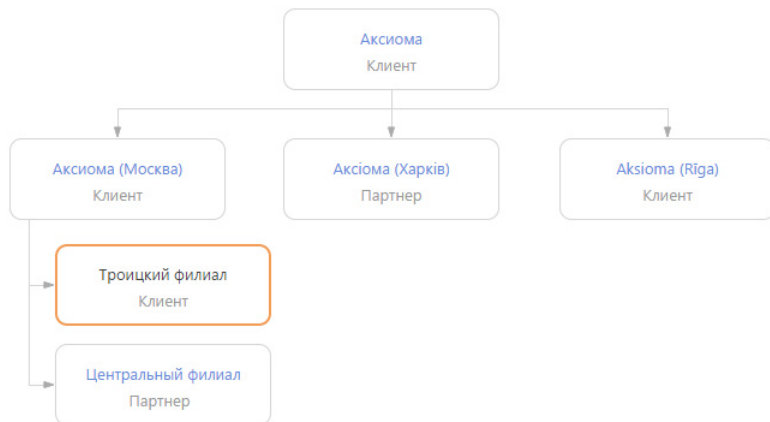 Аксиома
Клиент
Аксиома (Москва)
Клиент
Аксіома (Харків)
Партнер
Aksioma (Rīga)
Клиент
Троицкий филиал
Клиент
Центральный филиал
Партнер